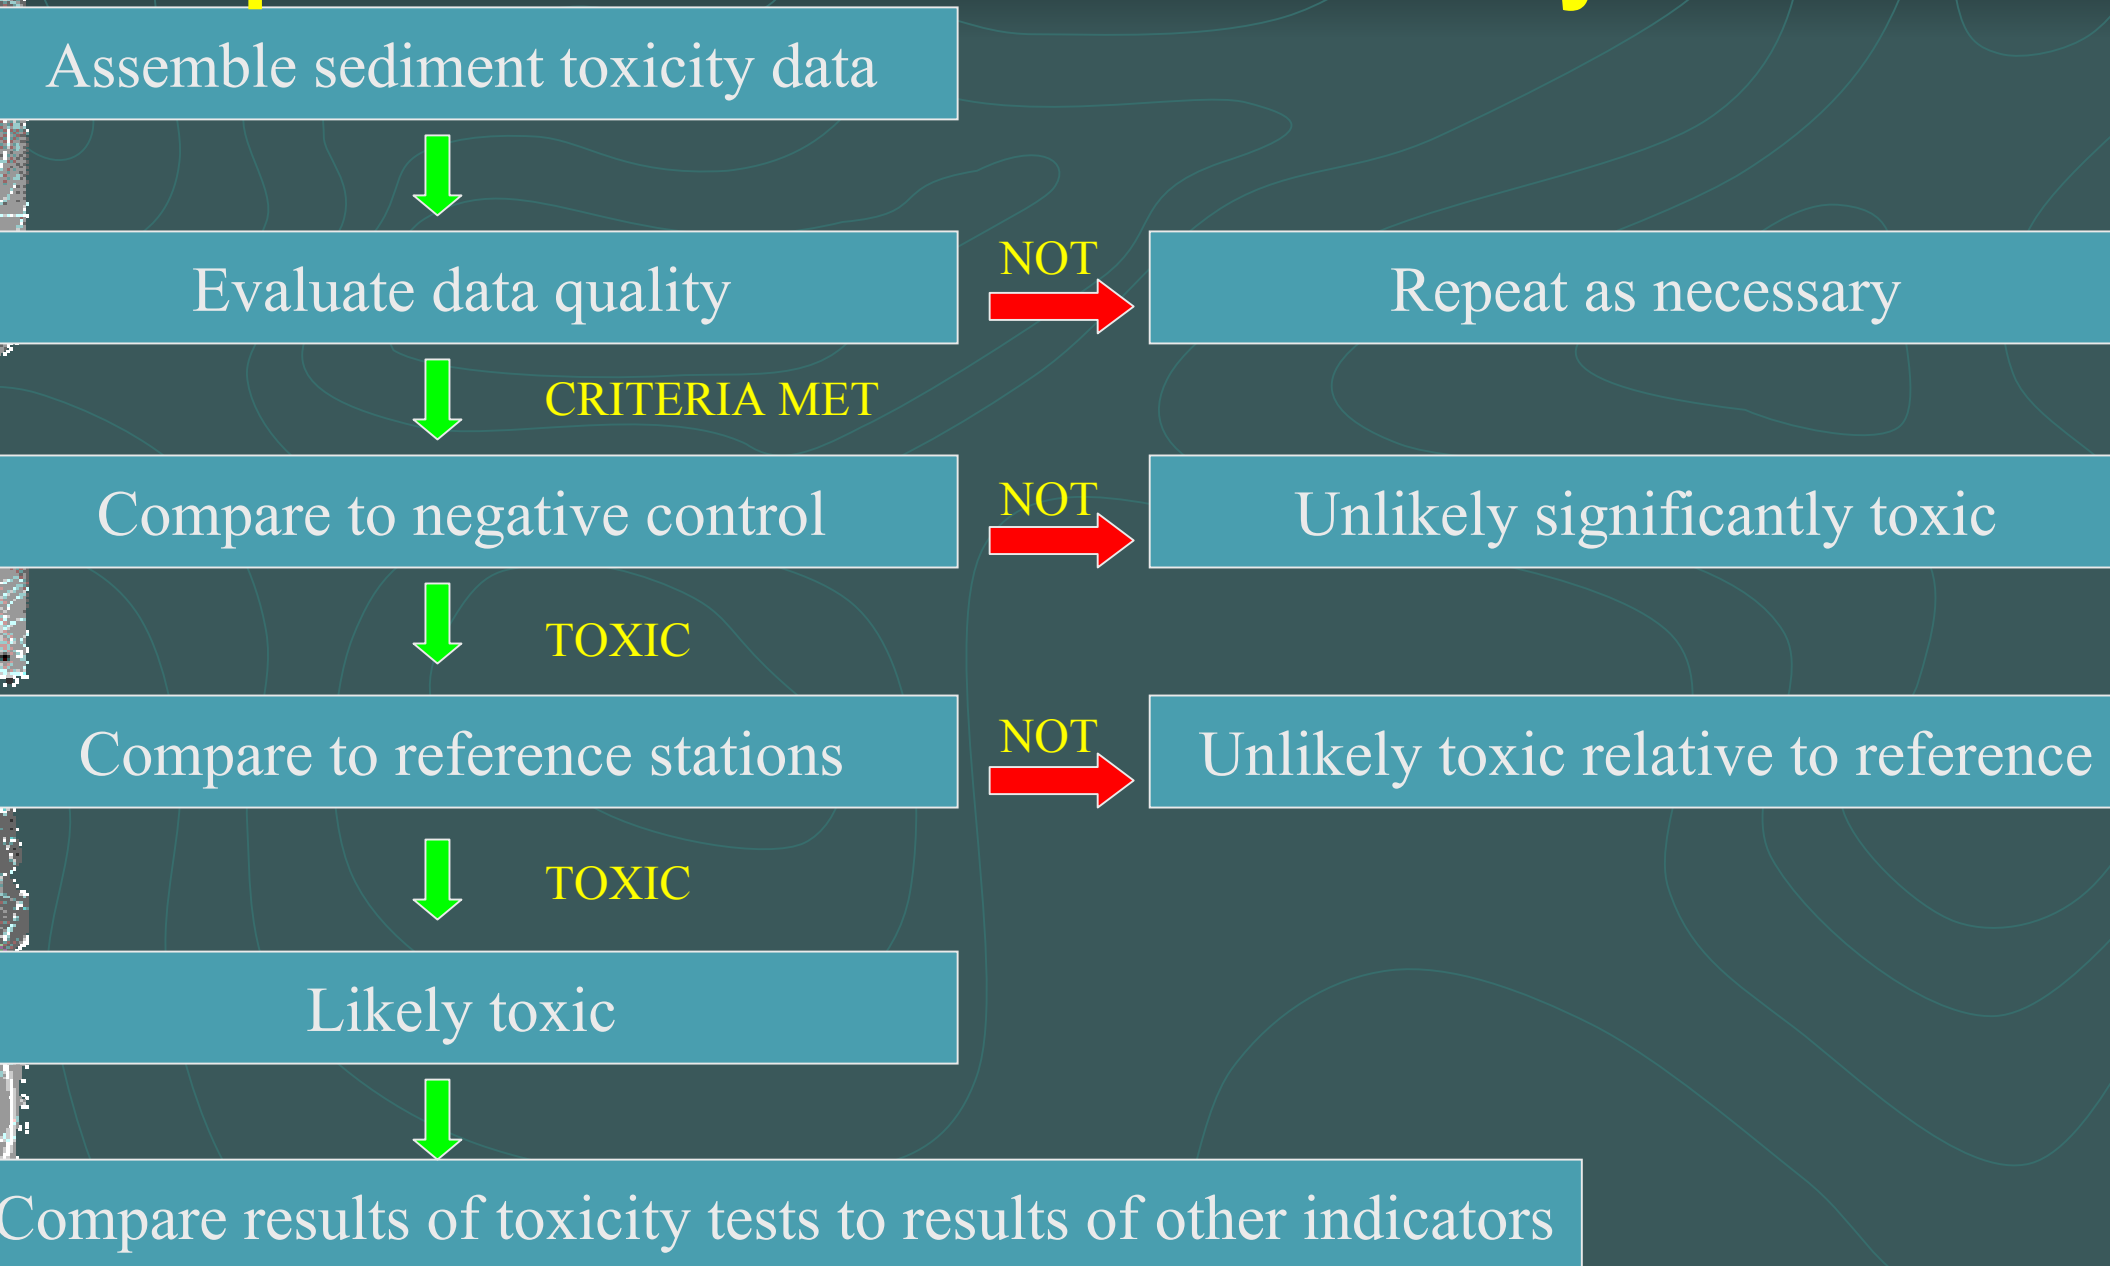 Assemble sediment toxicity data
Evaluate data quality
NOT
Repeat as necessary
CRITERIA MET
Compare to negative control
NOT
Unlikely significantly toxic
TOXIC
Compare to reference stations
NOT
Unlikely toxic relative to reference
TOXIC
Likely toxic
Compare results of toxicity tests to results of other indicators